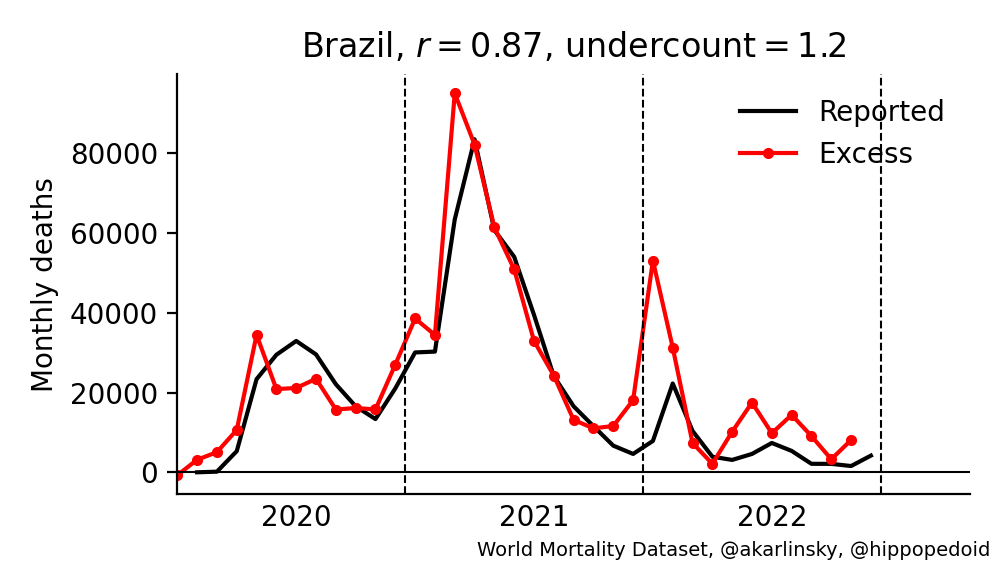 Brazil, r = 0.87, undercount = 1.2
Reported
Excess
Monthly deaths
80000
60000
40000
20000
0
2020 2021 2022
World Mortality Dataset, @akarlinsky, @hippopedoid